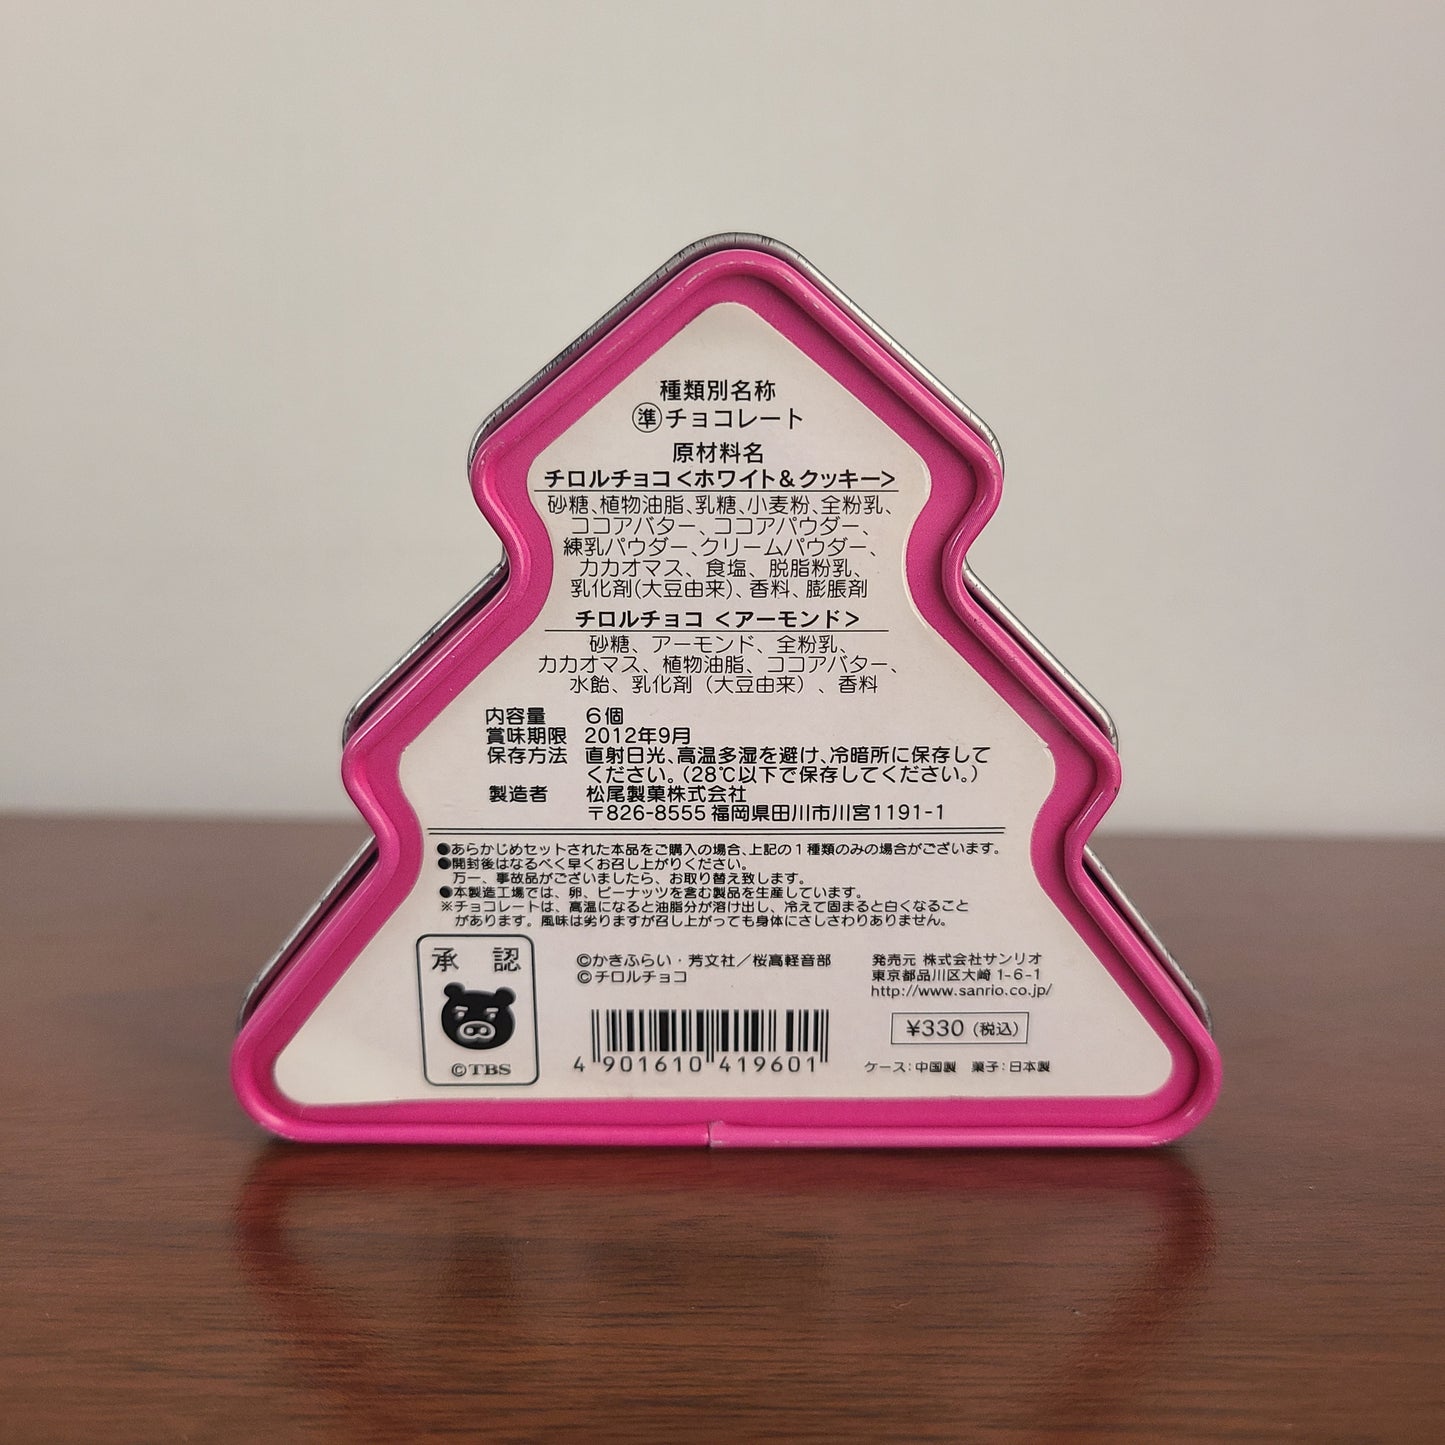 種類別名称
㊜チョコレート
原材料名
チロルチョコ<ホワイト&クッキー>
砂糖、植物油脂、乳糖、小麦粉、全粉乳、
ココアバター、ココアパウダー、
練乳パウダー、クリームパウダー、
カカオマス、食塩、脱脂粉乳、
乳化剤(大豆由来)、香料、膨脹剤
チロルチョコ <アーモンド>
砂糖、アーモンド、全粉乳、
カカオマス、植物油脂、ココアバター、
水飴、乳化剤(大豆由来)、香料
内容量 6個
賞味期限 2012年9月
保存方法 直射日光、高温多湿を避け、冷暗所に保存して
ください。(28℃以下で保存してください。)
製造者 松尾製菓株式会社
〒826-8555 福岡県田川市川宮1191-1
●あらかじめセットされた本品をご購入の場合、上記の1種類のみの場合がございます。
●開封後はなるべく早くお召し上がりください。
万一、事故品がございましたら、お取り替え致します。
●本製造工場では、卵、ピーナッツを含む製品を生産しています。
※チョコレートは、高温になると油脂分が溶け出し、冷えて固まると白くなること
があります。風味は劣りますが召し上がっても身体にさしさわりありません。
承 認
©TBS
©かきふらい・芳文社/桜高軽音部
©チロルチョコ
4 901610 419601
発売元 株式会社サンリオ
東京都品川区大崎 1-6-1
http://www.sanrio.co.jp/
¥330 (税込)
ケース:中国製 菓子:日本製